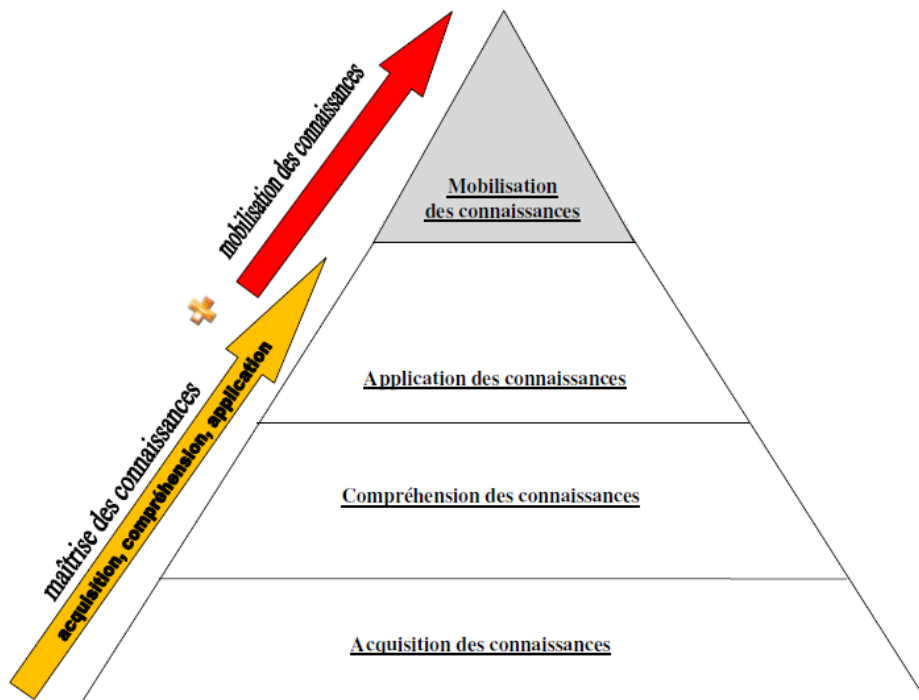 mobilisation des connaissances
Mobilisation
des connaissances
maîtrise des connaissances
acquisition, compréhension, application
Application des connaissances
Compréhension des connaissances
Acquisition des connaissances